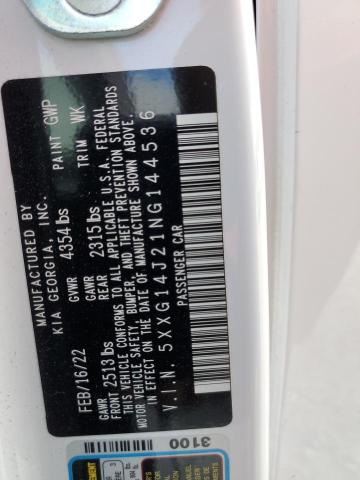 MANUFACTURED BY
KIA GEORGIA, INC.
FEB/16/22 GVWR 4354 lbs PAINT GWP
GAWR FRONT 2513 lbs GAWR REAR 2315 lbs TRIM WK
THIS VEHICLE CONFORMS TO ALL APPLICABLE U.S.A. FEDERAL
MOTOR VEHICLE SAFETY, BUMPER, AND THEFT PREVENTION STANDARDS
IN EFFECT ON THE DATE OF MANUFACTURE SHOWN ABOVE.
V.I.N. 5XXG14J21NG144536
PASSENGER CAR
3100